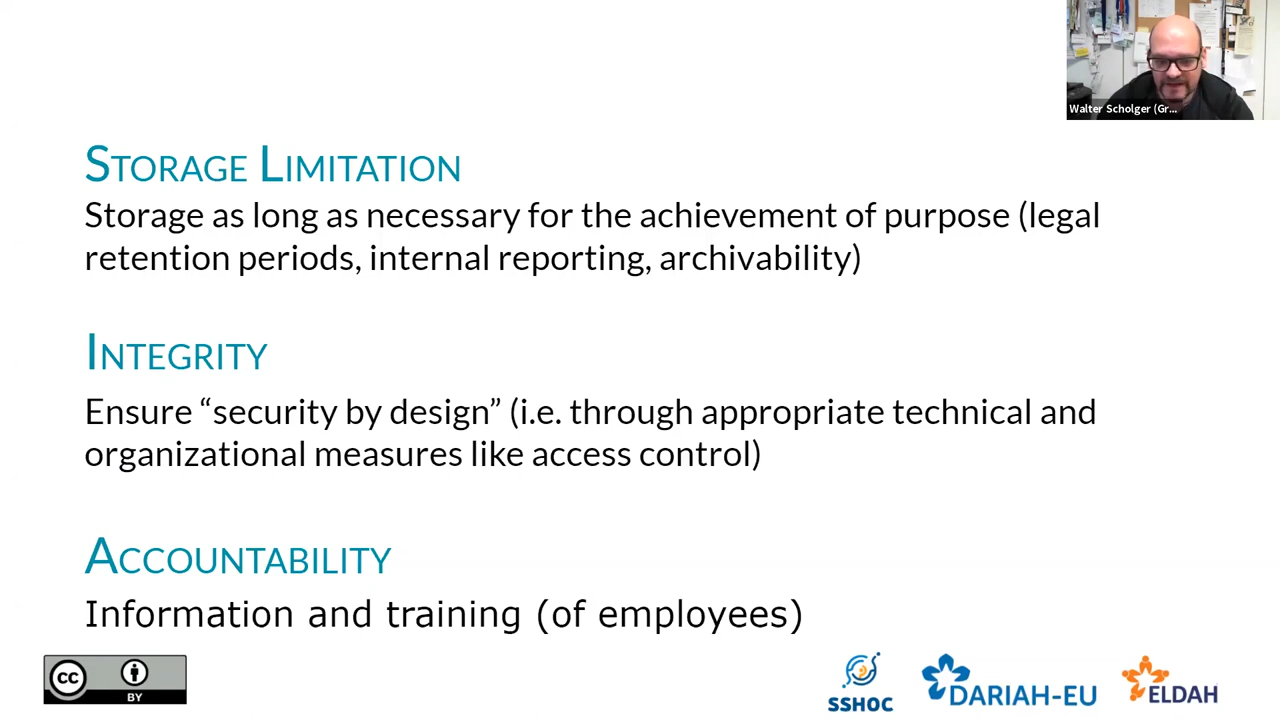 Walter Scholger (Gr...
STORAGE LIMITATION
Storage as long as necessary for the achievement of purpose (legal
retention periods, internal reporting, archivability)
INTEGRITY
Ensure “security by design” (i.e. through appropriate technical and
organizational measures like access control)
ACCOUNTABILITY
Information and training (of employees)
CC
BY
SSHOC
DARIAH-EU
ELDAH